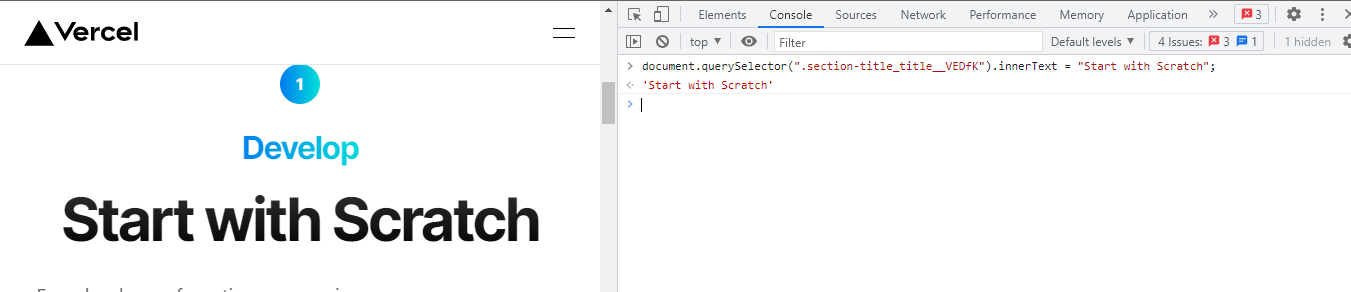 Vercel
1
Develop
Start with Scratch
Elements Console Sources Network Performance Memory Application » 3
top ▼ Filter Default levels ▼ 4 Issues: 3 1 1 hidden
> document.querySelector(".section-title_title__VEDfK").innerText = "Start with Scratch";
<· 'Start with Scratch'
>